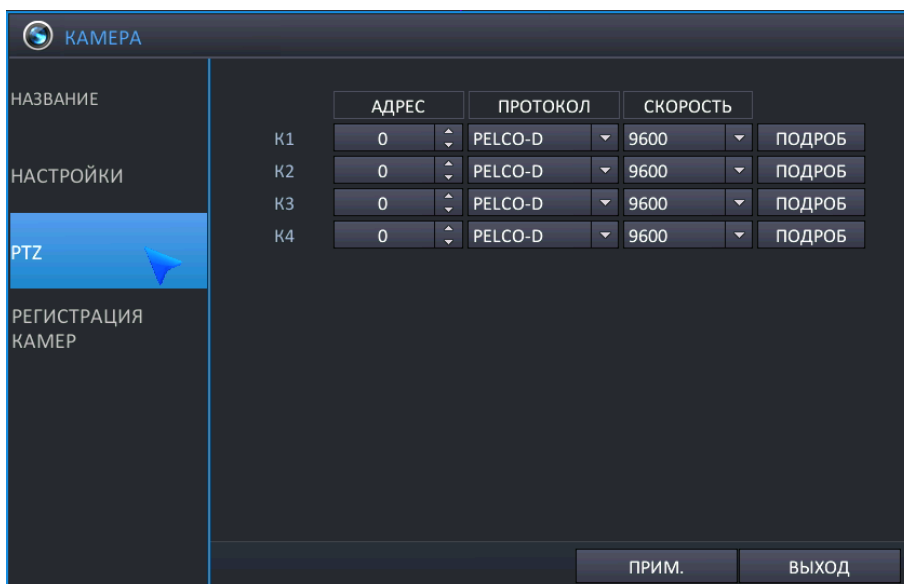 КАМЕРА
НАЗВАНИЕ
НАСТРОЙКИ
PTZ
РЕГИСТРАЦИЯ
КАМЕР
АДРЕС ПРОТОКОЛ СКОРОСТЬ
К1 0 PELCO-D 9600 ПОДРОБ
К2 0 PELCO-D 9600 ПОДРОБ
К3 0 PELCO-D 9600 ПОДРОБ
К4 0 PELCO-D 9600 ПОДРОБ
ПРИМ. ВЫХОД